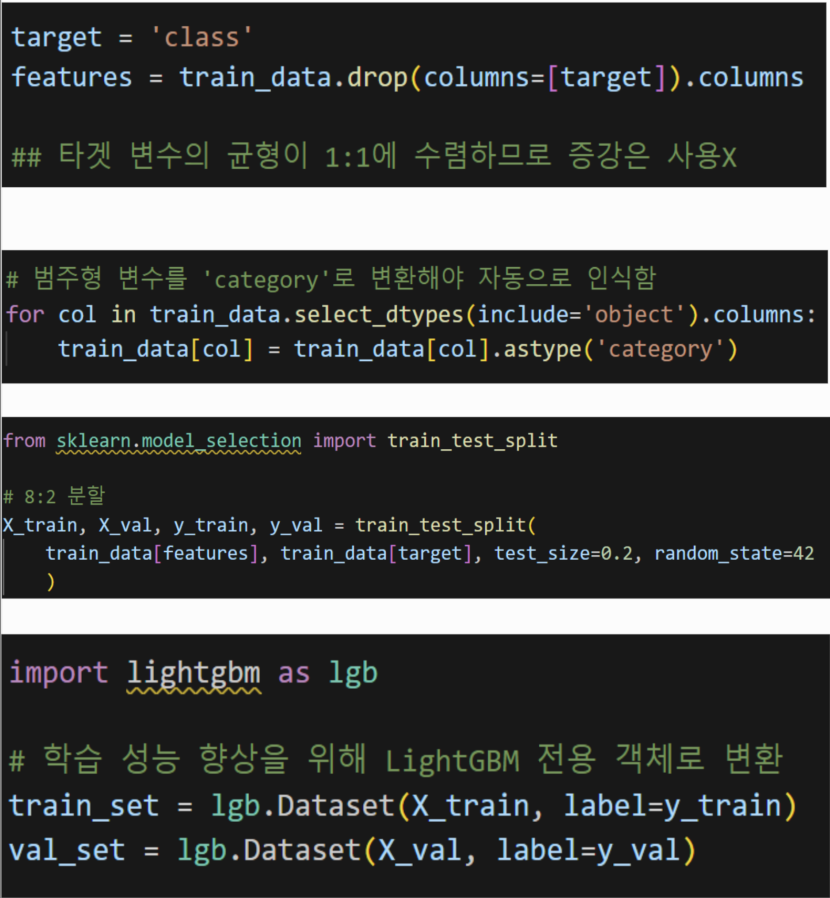 target = 'class'
features = train_data.drop(columns=[target]).columns
## 타겟 변수의 균형이 1:1에 수렴하므로 증강은 사용X
# 범주형 변수를 'category'로 변환해야 자동으로 인식함
for col in train_data.select_dtypes(include='object').columns:
    train_data[col] = train_data[col].astype('category')
from sklearn.model_selection import train_test_split
# 8:2 분할
X_train, X_val, y_train, y_val = train_test_split(
    train_data[features], train_data[target], test_size=0.2, random_state=42
    )
import lightgbm as lgb
# 학습 성능 향상을 위해 LightGBM 전용 객체로 변환
train_set = lgb.Dataset(X_train, label=y_train)
val_set = lgb.Dataset(X_val, label=y_val)